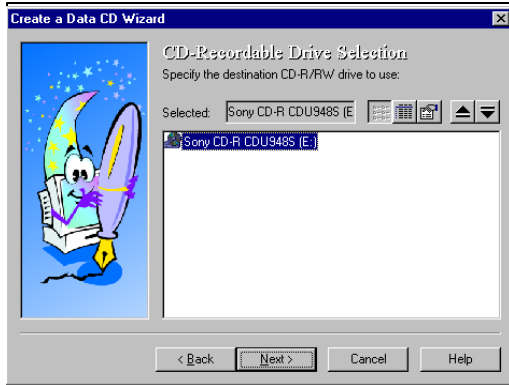 Create a Data CD Wizard
CD-Recordable Drive Selection
Specify the destination CD-R/RW drive to use:
Selected: Sony CD-R CDU948S (E
Sony CD-R CDU948S (E:)
< Back Next > Cancel Help